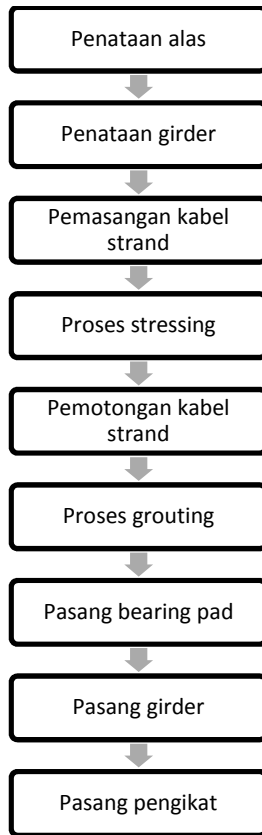 Penataan alas
Penataan girder
Pemasangan kabel
strand
Proses stressing
Pemotongan kabel
strand
Proses grouting
Pasang bearing pad
Pasang girder
Pasang pengikat